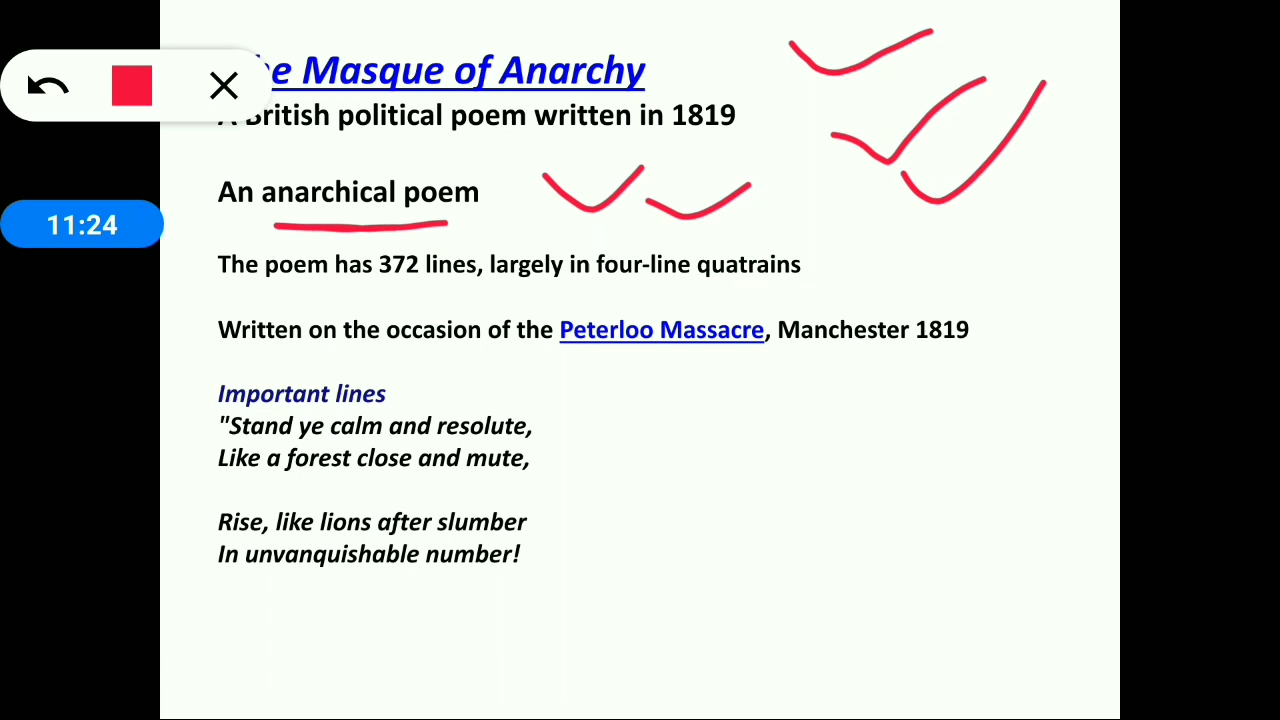 he Masque of Anarchy
A British political poem written in 1819
11:24
An anarchical poem
The poem has 372 lines, largely in four-line quatrains
Written on the occasion of the Peterloo Massacre, Manchester 1819
Important lines
"Stand ye calm and resolute,
Like a forest close and mute,
Rise, like lions after slumber
In unvanquishable number!